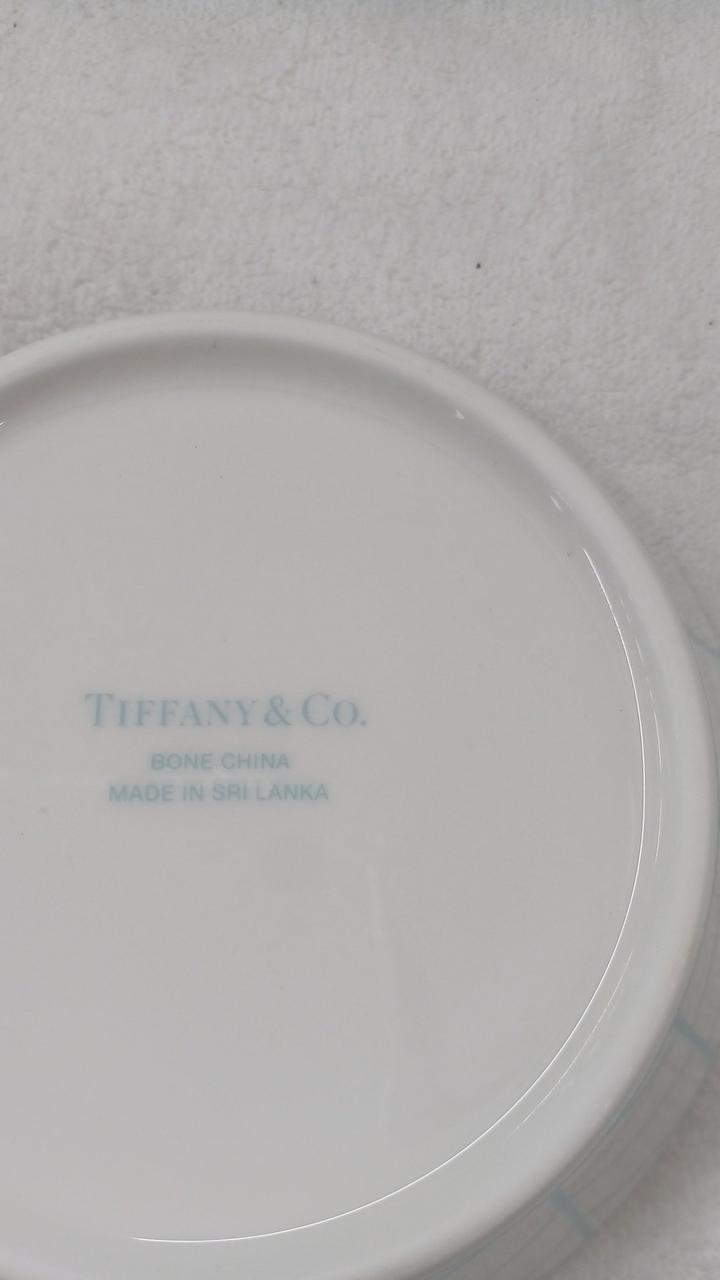 TIFFANY & CO.
BONE CHINA
MADE IN SRI LANKA